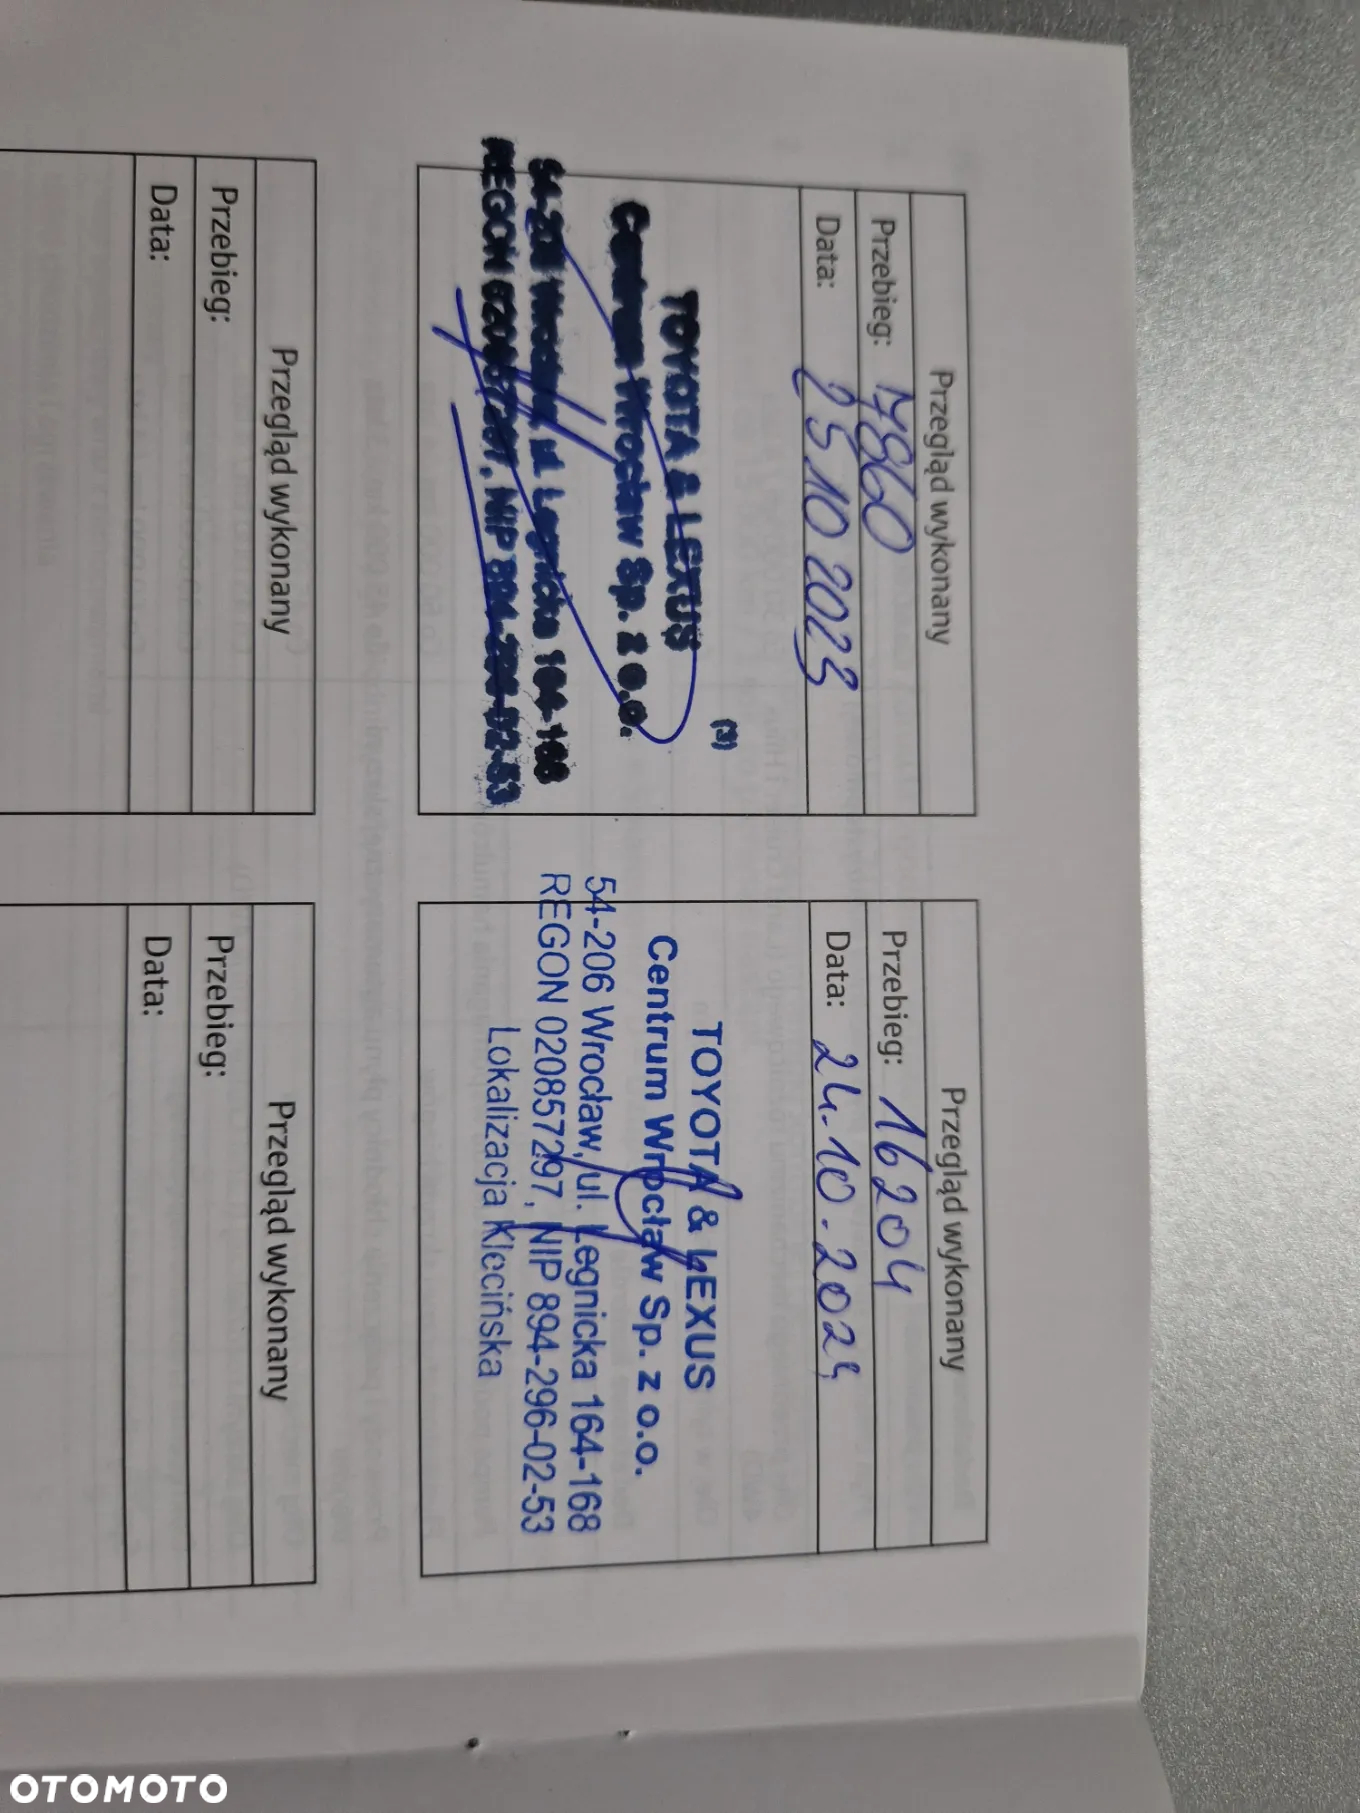 Przegląd wykonany
Przebieg: 7860
Data: 25 10 2023
(3)
TOYOTA & LEXUS
Centrum Wrocław Sp. z o.o.
54-206 Wrocław, ul. Legnicka 164-168
REGON 020857297, NIP 894-296-02-53
Przegląd wykonany
Przebieg: 16204
Data: 24.10.2024
TOYOTA & LEXUS
Centrum Wrocław Sp. z o.o.
54-206 Wrocław, ul. Legnicka 164-168
REGON 020857297, NIP 894-296-02-53
Lokalizacja Klecińska
Przegląd wykonany
Przebieg:
Data:
Przegląd wykonany
Przebieg:
Data:
OTOMOTO